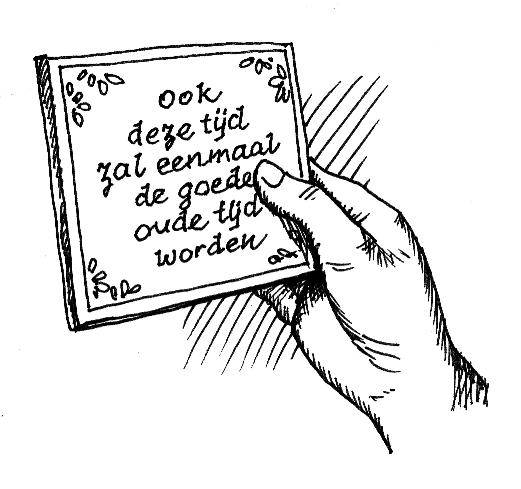 Ook
deze tijd
zal eenmaal
de goede
oude tijd
worden